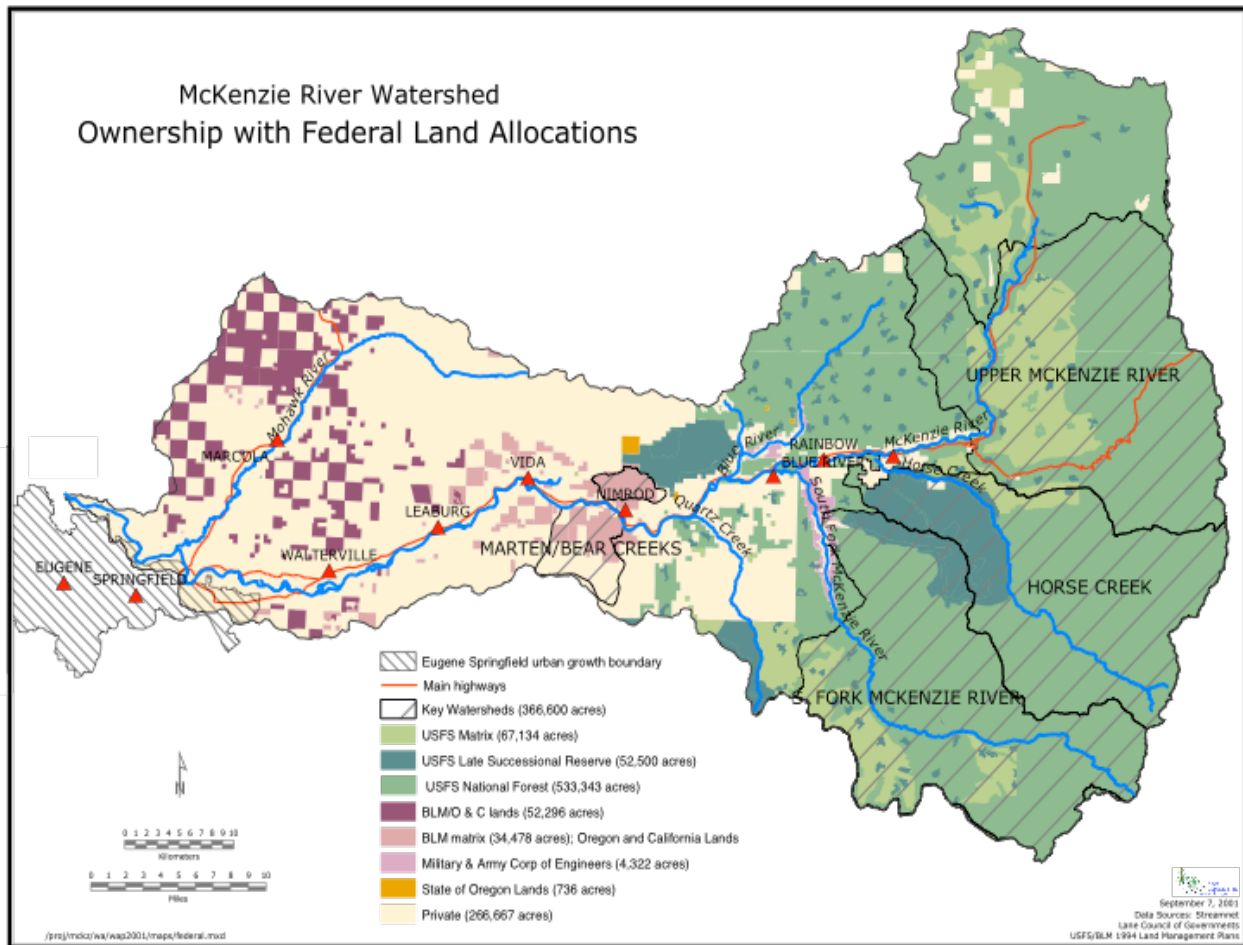 McKenzie River Watershed
Ownership with Federal Land Allocations
UPPER MCKENZIE RIVER
Mohawk River
MARCOLA
McKenzie River
RAINBOW
Blue River
BLUE RIVER
Horse Creek
VIDA
NIMROD
Quartz Creek
South Fork McKenzie River
LEABURG
MARTEN/BEAR CREEKS
WALTERVILLE
EUGENE
SPRINGFIELD
HORSE CREEK
S. FORK MCKENZIE RIVER
Eugene Springfield urban growth boundary
Main highways
Key Watersheds (366,600 acres)
USFS Matrix (67,134 acres)
USFS Late Successional Reserve (52,500 acres)
USFS National Forest (533,343 acres)
BLM/O & C lands (52,296 acres)
BLM matrix (34,478 acres); Oregon and California Lands
Military & Army Corp of Engineers (4,322 acres)
State of Oregon Lands (736 acres)
Private (266,667 acres)
N
0 1 2 3 4 5 6 7 8 9 10
Kilometers
0 2 4 6 8 10
Miles
/proj/mckz/wa/wap2001/maps/federal.mxd
September 7, 2001
Data Sources: Streamnet
Lane Council of Governments
USFS/BLM 1994 Land Management Plans